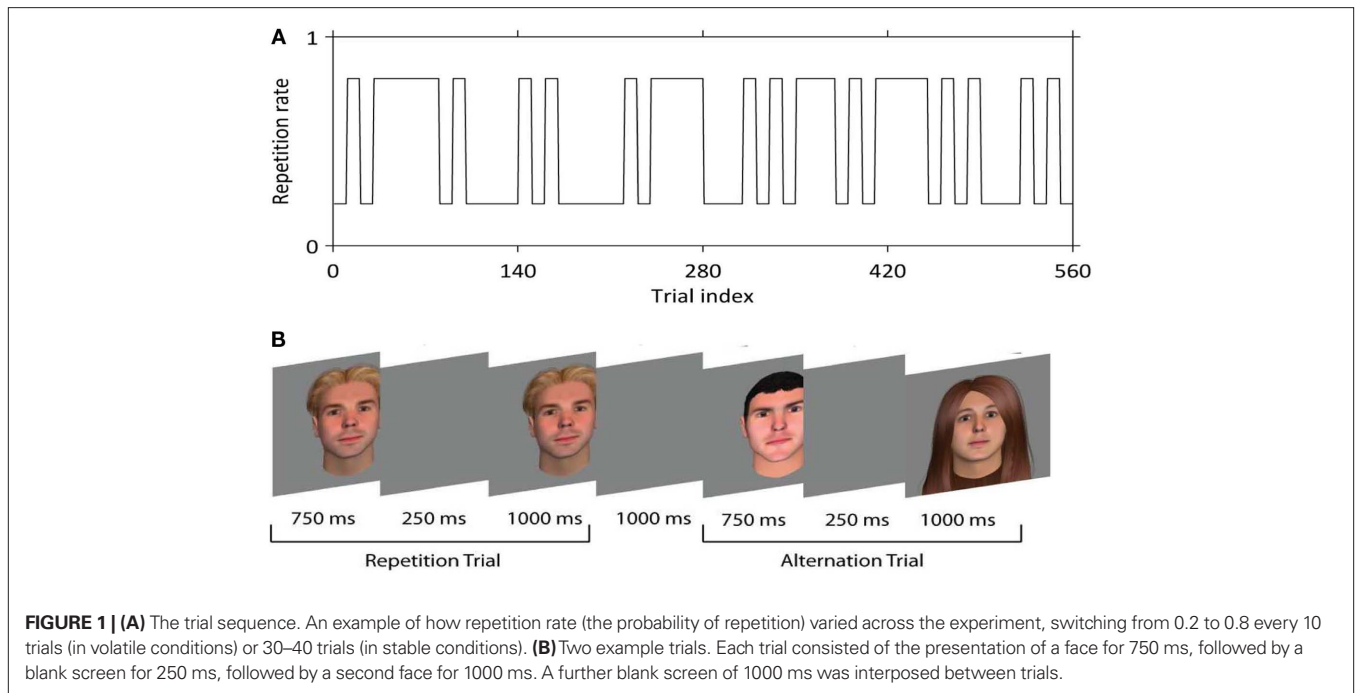 A
1
Repetition rate
0
0 140 280 420 560
Trial index
B
750 ms 250 ms 1000 ms 1000 ms 750 ms 250 ms 1000 ms
Repetition Trial Alternation Trial
FIGURE 1 | (A) The trial sequence. An example of how repetition rate (the probability of repetition) varied across the experiment, switching from 0.2 to 0.8 every 10
trials (in volatile conditions) or 30–40 trials (in stable conditions). (B) Two example trials. Each trial consisted of the presentation of a face for 750 ms, followed by a
blank screen for 250 ms, followed by a second face for 1000 ms. A further blank screen of 1000 ms was interposed between trials.